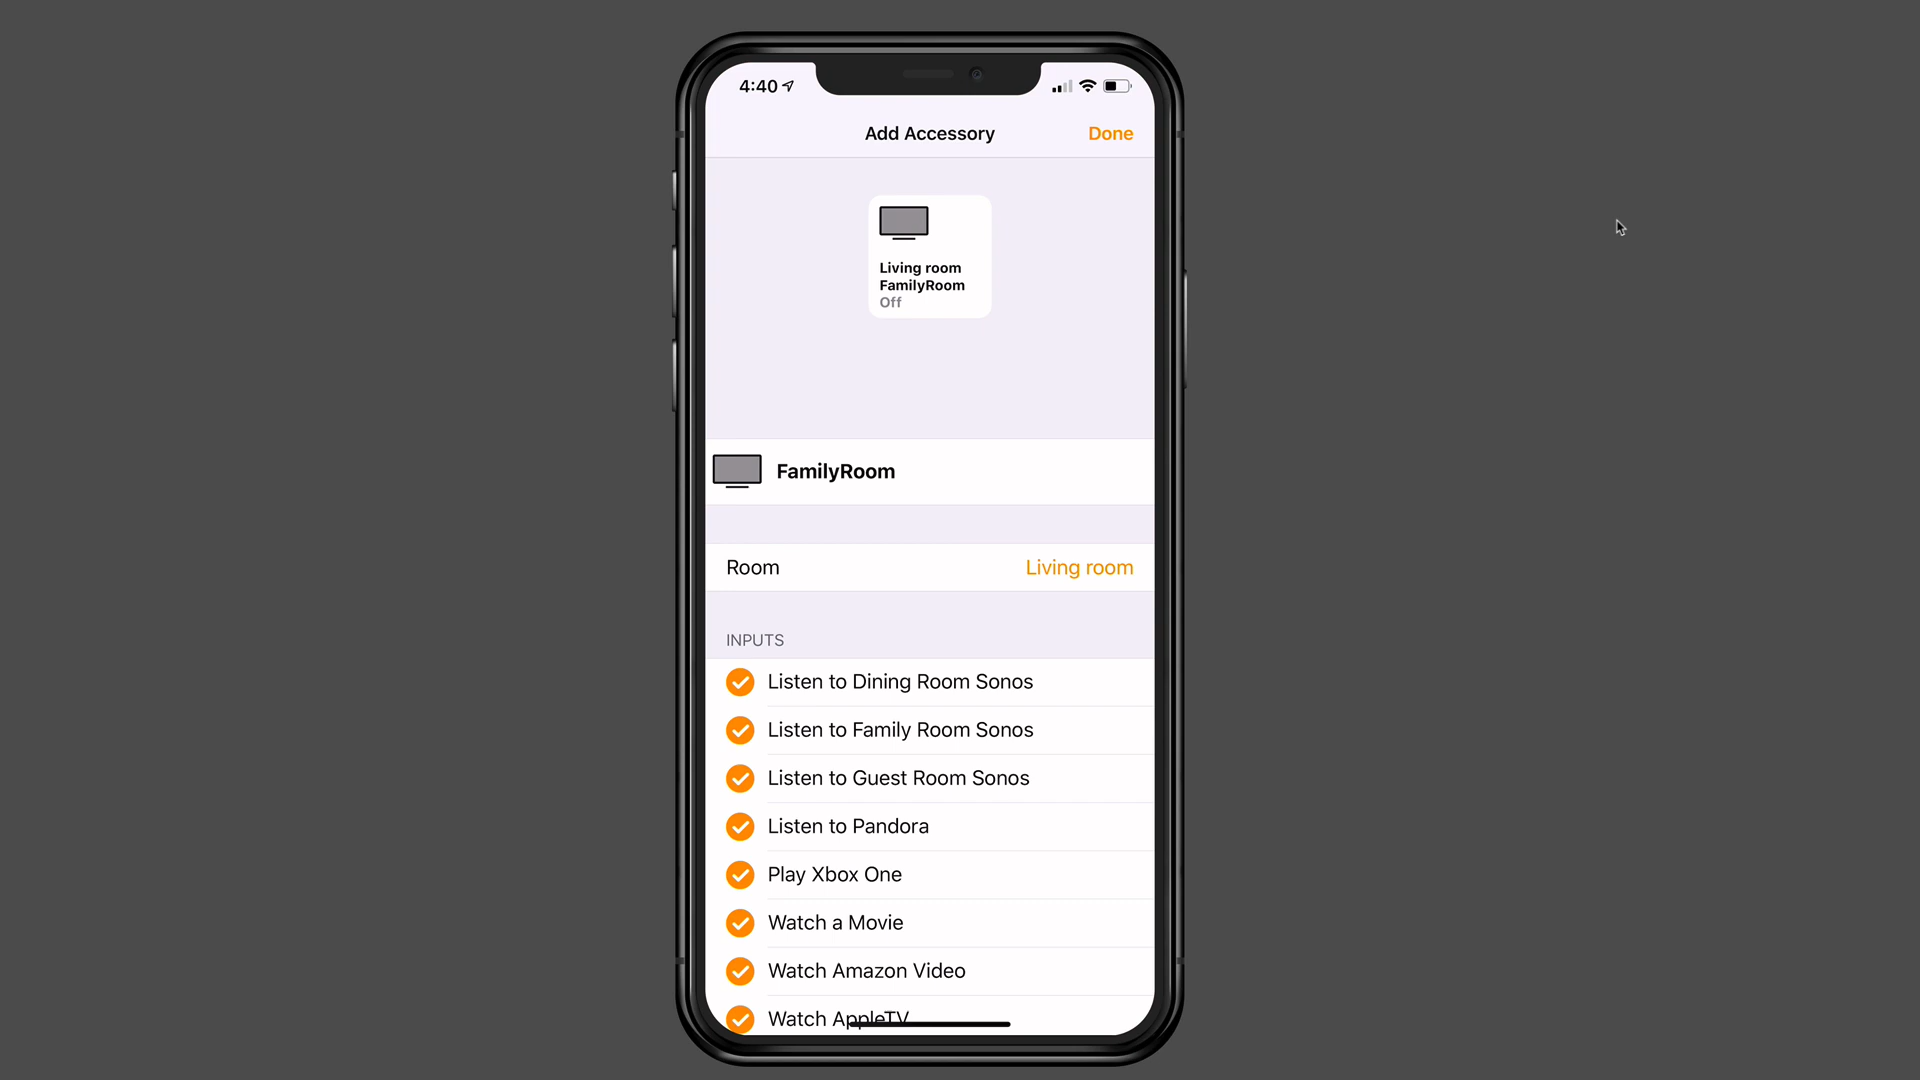 4:40
Add Accessory
Done
Living room
FamilyRoom
Off
FamilyRoom
Room
Living room
INPUTS
Listen to Dining Room Sonos
Listen to Family Room Sonos
Listen to Guest Room Sonos
Listen to Pandora
Play Xbox One
Watch a Movie
Watch Amazon Video
Watch AppleTV